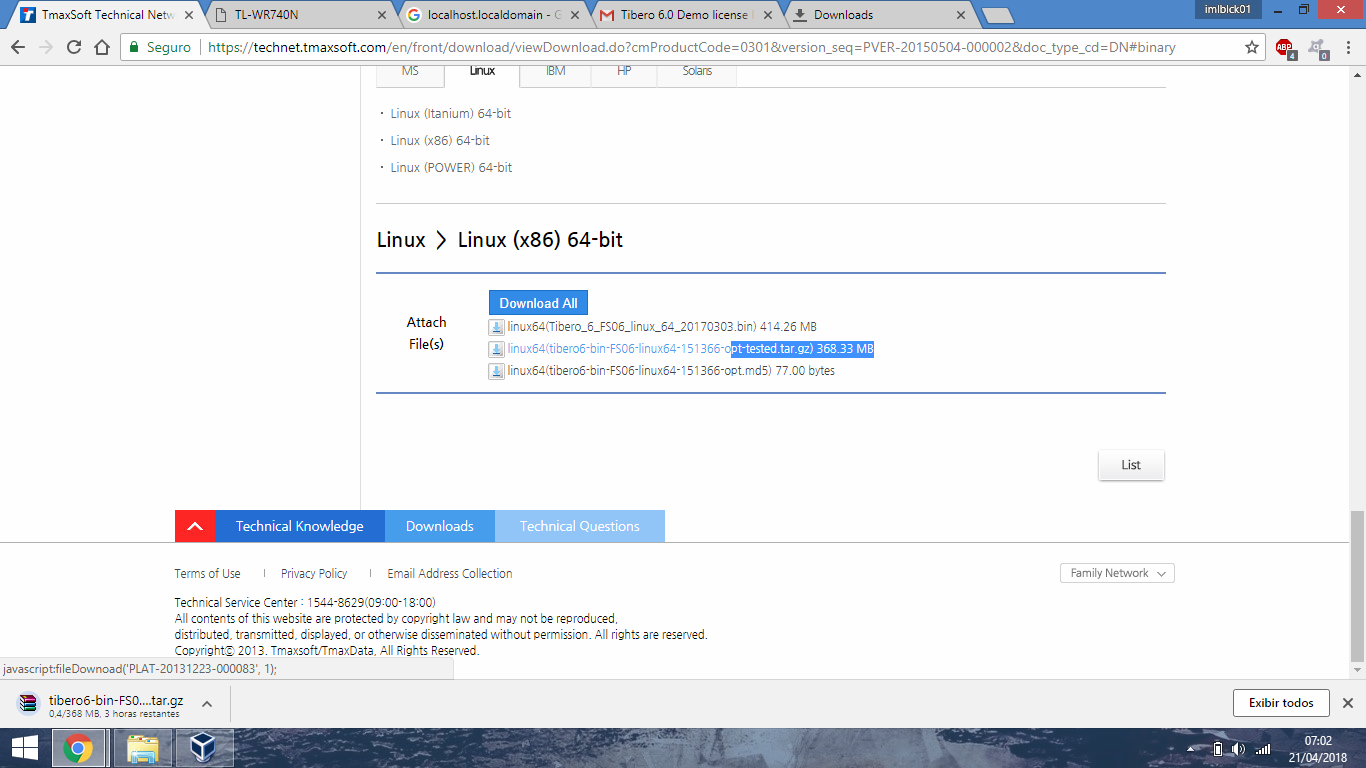 TmaxSoft Technical Netw
TL-WR740N
localhost.localdomain - G
Tibero 6.0 Demo license
Downloads
imlblck01
Seguro
https://technet.tmaxsoft.com/en/front/download/viewDownload.do?cmProductCode=0301&version_seq=PVER-20150504-000002&doc_type_cd=DN#binary
ABP
4
0
MS
Linux
IBM
HP
Solaris
· Linux (Itanium) 64-bit
· Linux (x86) 64-bit
· Linux (POWER) 64-bit
Linux > Linux (x86) 64-bit
Attach
File(s)
Download All
linux64(Tibero_6_FS06_linux_64_20170303.bin) 414.26 MB
linux64(tibero6-bin-FS06-linux64-151366-opt-tested.tar.gz) 368.33 MB
linux64(tibero6-bin-FS06-linux64-151366-opt.md5) 77.00 bytes
List
Technical Knowledge
Downloads
Technical Questions
Terms of Use | Privacy Policy | Email Address Collection
Family Network
Technical Service Center : 1544-8629(09:00-18:00)
All contents of this website are protected by copyright law and may not be reproduced,
distributed, transmitted, displayed, or otherwise disseminated without permission. All rights are reserved.
Copyright© 2013. Tmaxsoft/TmaxData, All Rights Reserved.
javascript:fileDownoad('PLAT-20131223-000083', 1);
tibero6-bin-FS0....tar.gz
0,4/368 MB, 3 horas restantes
Exibir todos
07:02
21/04/2018